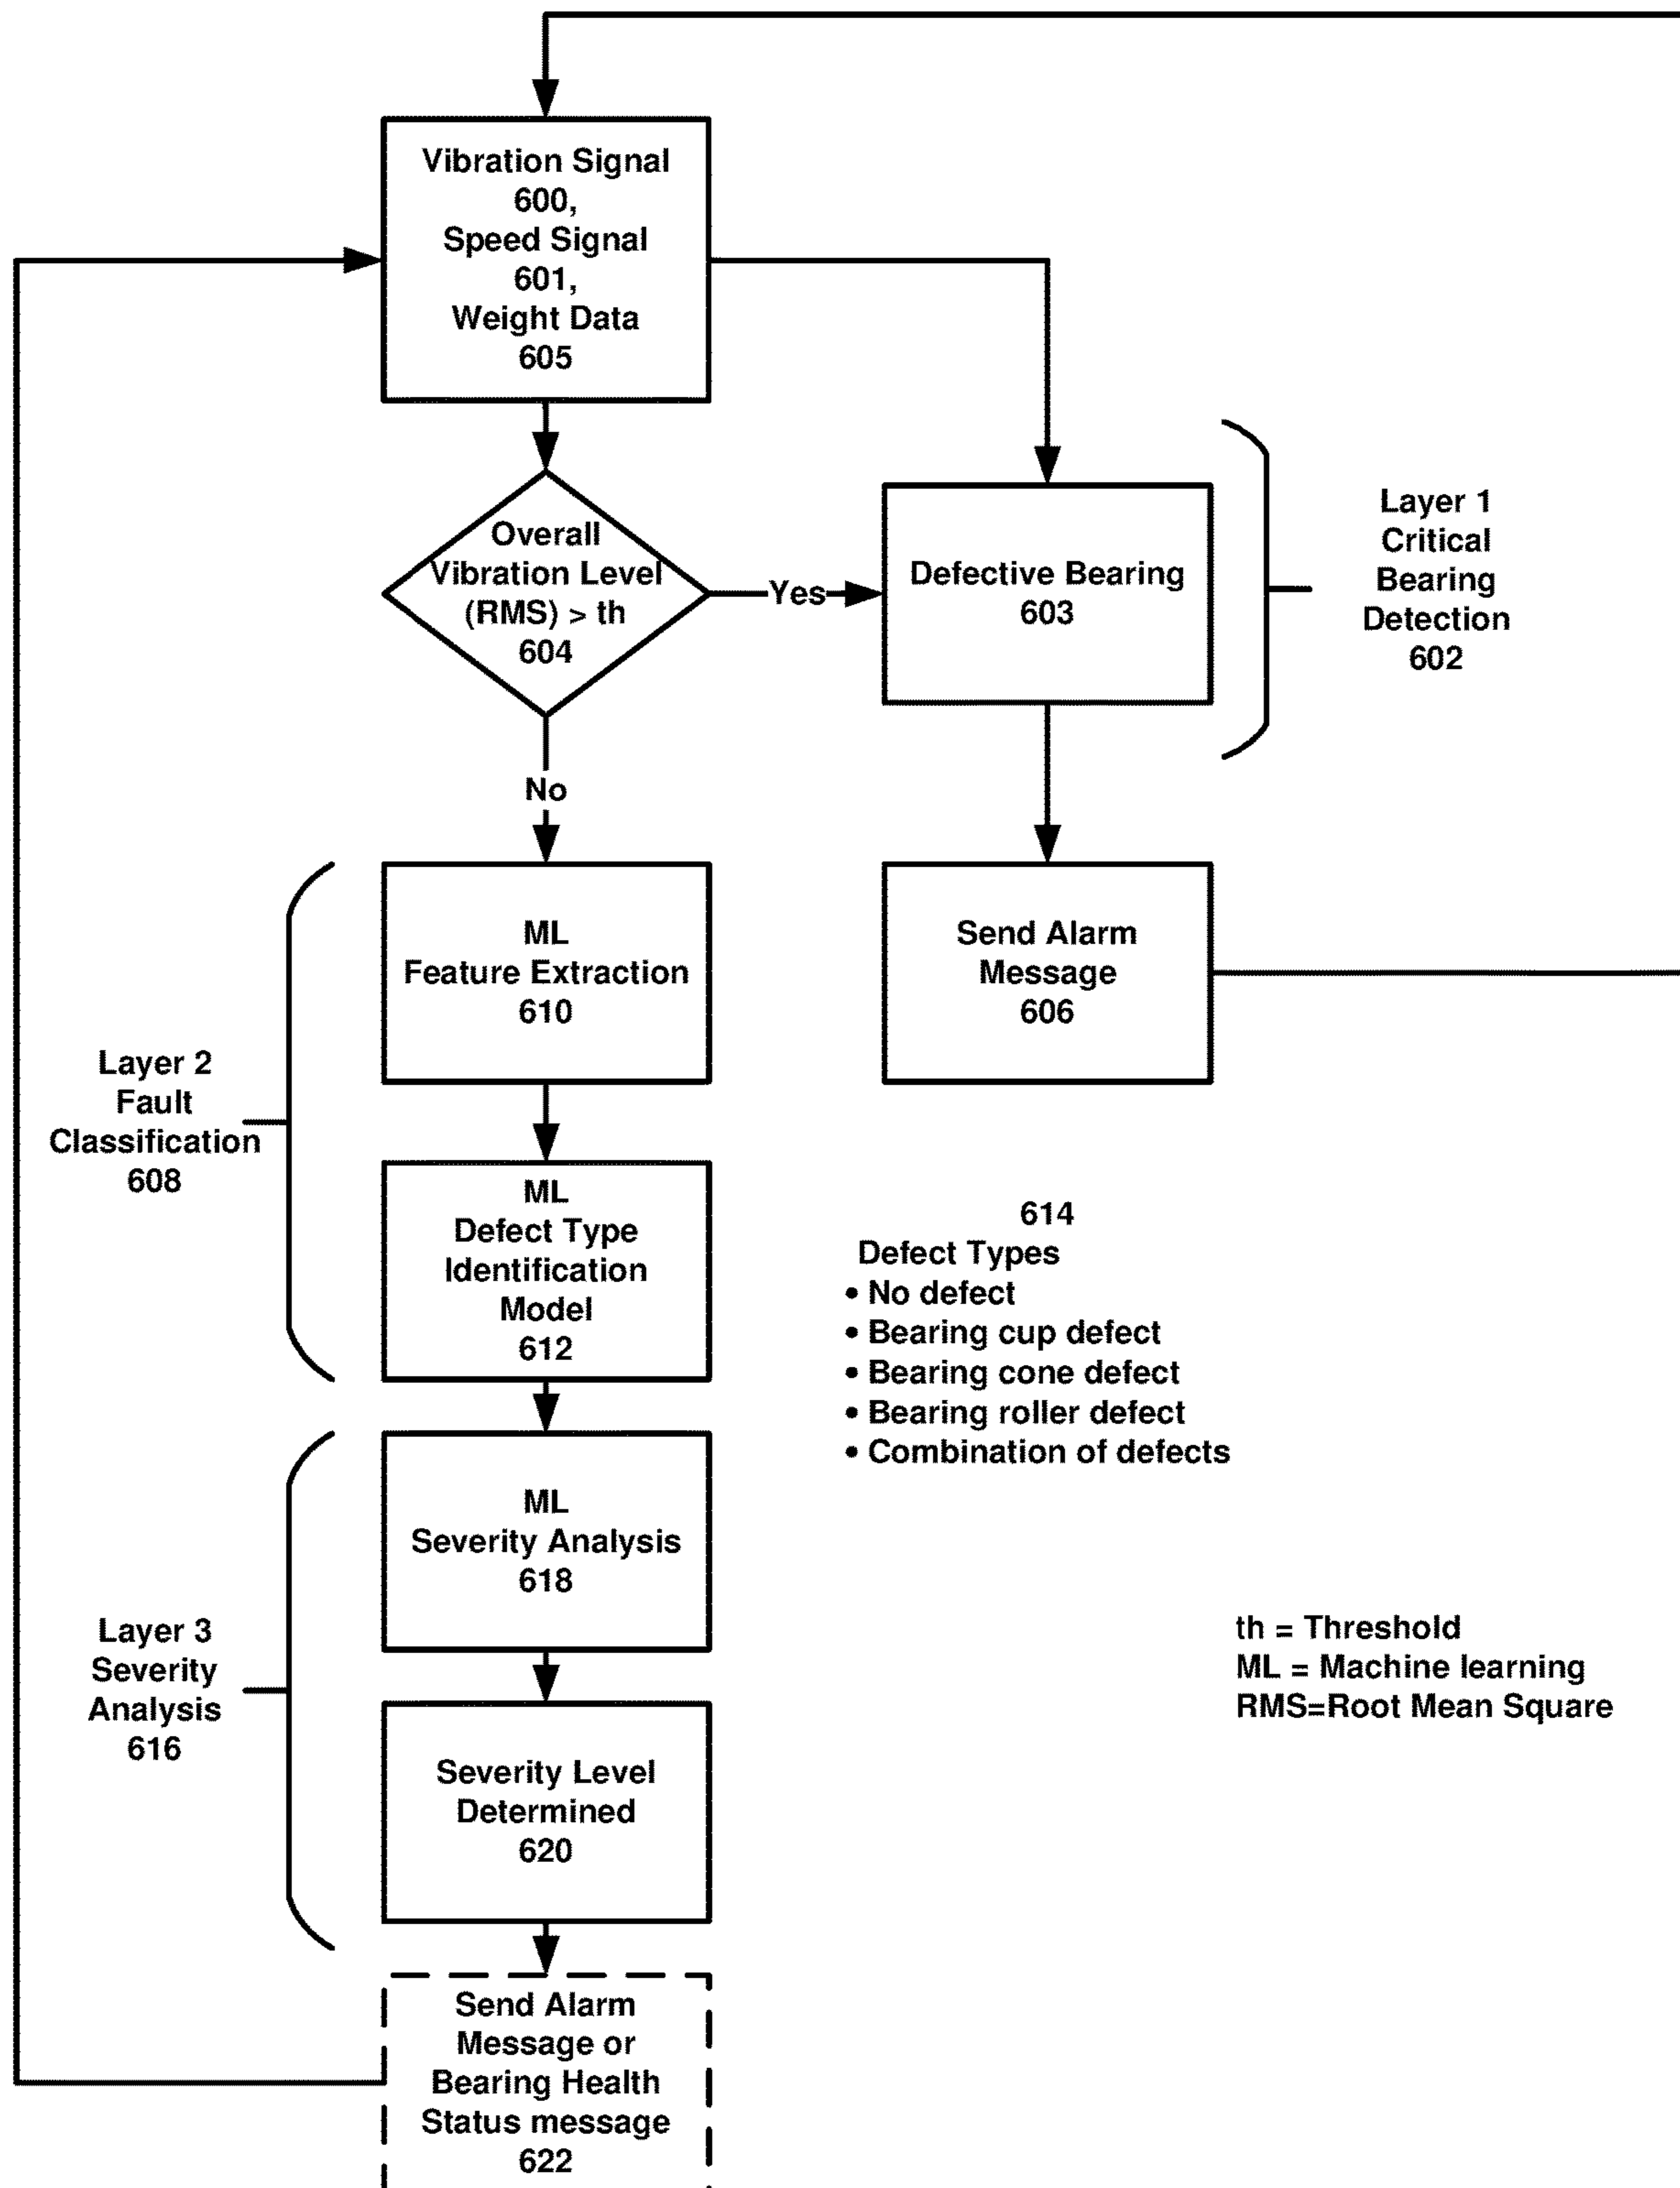 Vibration Signal
600,
Speed Signal
601,
Weight Data
605
Overall
Vibration Level
(RMS) > th
604
Yes
Defective Bearing
603
Layer 1
Critical
Bearing
Detection
602
No
ML
Feature Extraction
610
Send Alarm
Message
606
Layer 2
Fault
Classification
608
ML
Defect Type
Identification
Model
612
614
Defect Types
• No defect
• Bearing cup defect
• Bearing cone defect
• Bearing roller defect
• Combination of defects
ML
Severity Analysis
618
Layer 3
Severity
Analysis
616
th = Threshold
ML = Machine learning
RMS=Root Mean Square
Severity Level
Determined
620
Send Alarm
Message or
Bearing Health
Status message
622